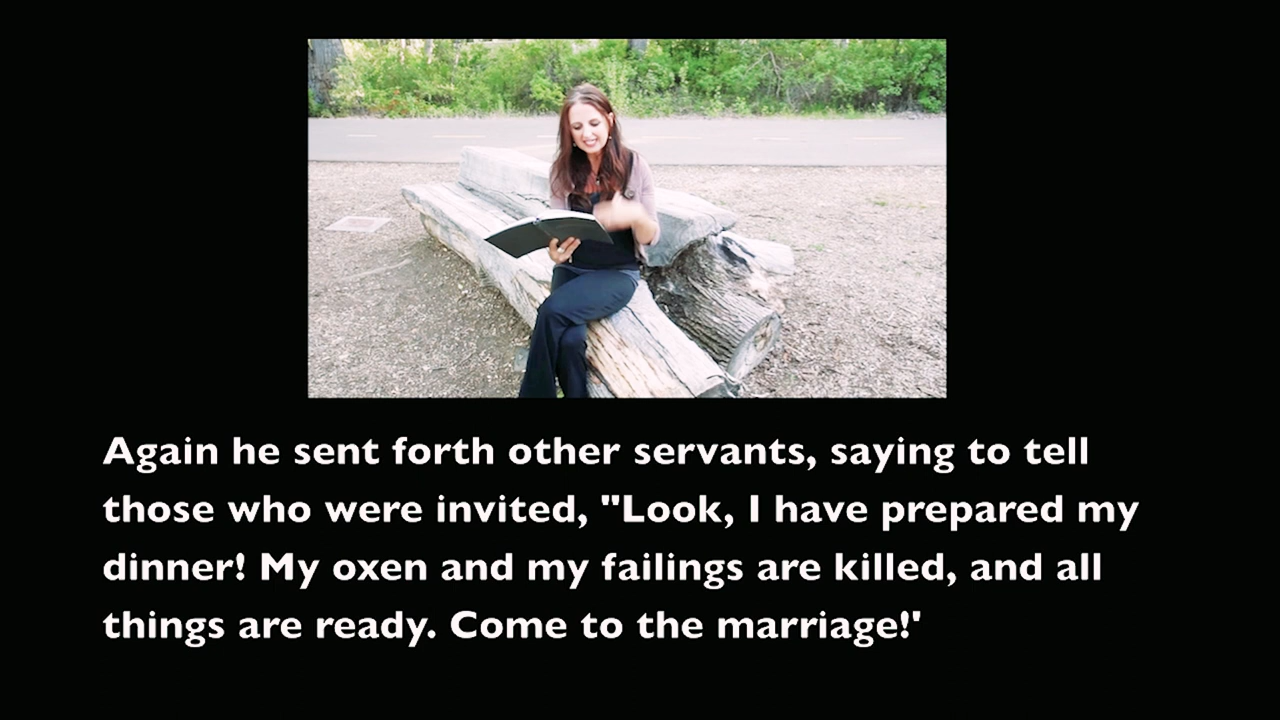 Again he sent forth other servants, saying to tell
those who were invited, "Look, I have prepared my
dinner! My oxen and my failings are killed, and all
things are ready. Come to the marriage!'